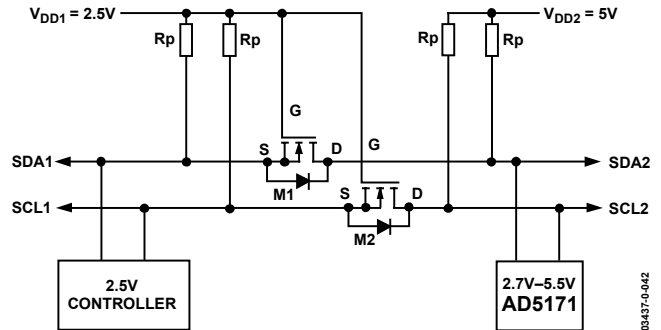 VDD1 = 2.5V
VDD2 = 5V
Rp
Rp
Rp
Rp
G
G
S
D
SDA1
SDA2
M1
S
D
SCL1
SCL2
M2
2.5V
CONTROLLER
2.7V–5.5V
AD5171
03437-0-042